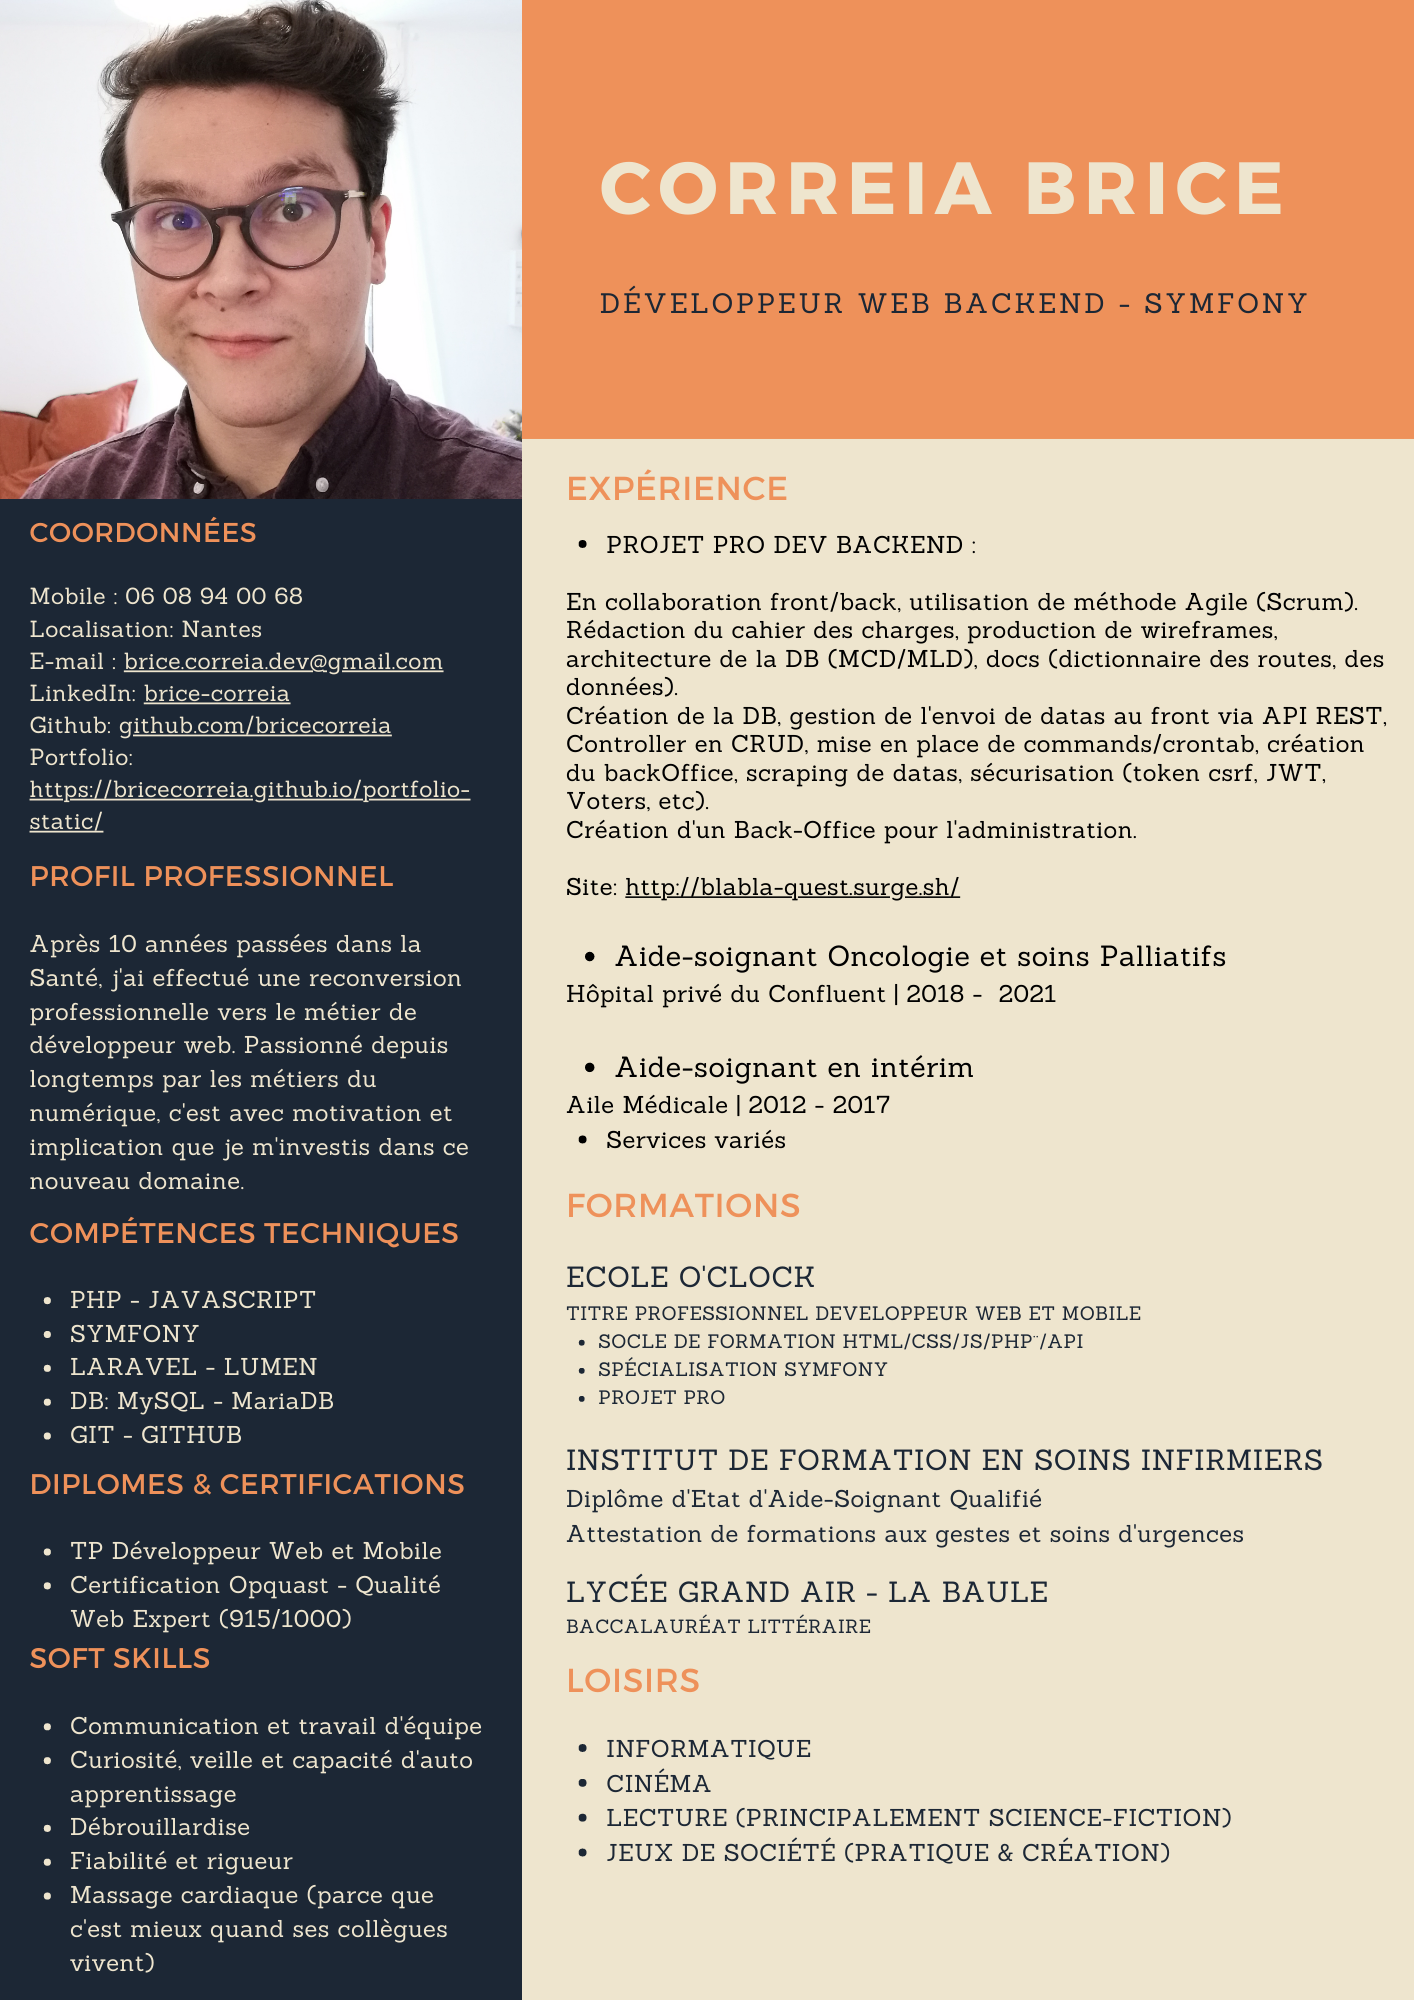 CORREIA BRICE
DÉVELOPPEUR WEB BACKEND - SYMFONY
COORDONNÉES
Mobile : 06 08 94 00 68
Localisation: Nantes
E-mail : brice.correia.dev@gmail.com
LinkedIn: brice-correia
Github: github.com/bricecorreia
Portfolio:
https://bricecorreia.github.io/portfolio-
static/
PROFIL PROFESSIONNEL
Après 10 années passées dans la
Santé, j'ai effectué une reconversion
professionnelle vers le métier de
développeur web. Passionné depuis
longtemps par les métiers du
numérique, c'est avec motivation et
implication que je m'investis dans ce
nouveau domaine.
COMPÉTENCES TECHNIQUES
• PHP - JAVASCRIPT
• SYMFONY
• LARAVEL - LUMEN
• DB: MySQL - MariaDB
• GIT - GITHUB
DIPLOMES & CERTIFICATIONS
• TP Développeur Web et Mobile
• Certification Opquast - Qualité
Web Expert (915/1000)
SOFT SKILLS
• Communication et travail d'équipe
• Curiosité, veille et capacité d'auto
apprentissage
• Débrouillardise
• Fiabilité et rigueur
• Massage cardiaque (parce que
c'est mieux quand ses collègues
vivent)
EXPÉRIENCE
• PROJET PRO DEV BACKEND :
En collaboration front/back, utilisation de méthode Agile (Scrum).
Rédaction du cahier des charges, production de wireframes,
architecture de la DB (MCD/MLD), docs (dictionnaire des routes, des
données).
Création de la DB, gestion de l'envoi de datas au front via API REST,
Controller en CRUD, mise en place de commands/crontab, création
du backOffice, scraping de datas, sécurisation (token csrf, JWT,
Voters, etc).
Création d'un Back-Office pour l'administration.
Site: http://blabla-quest.surge.sh/
• Aide-soignant Oncologie et soins Palliatifs
Hôpital privé du Confluent | 2018 - 2021
• Aide-soignant en intérim
Aile Médicale | 2012 - 2017
• Services variés
FORMATIONS
ECOLE O'CLOCK
TITRE PROFESSIONNEL DEVELOPPEUR WEB ET MOBILE
• SOCLE DE FORMATION HTML/CSS/JS/PHP¨/API
• SPÉCIALISATION SYMFONY
• PROJET PRO
INSTITUT DE FORMATION EN SOINS INFIRMIERS
Diplôme d'Etat d'Aide-Soignant Qualifié
Attestation de formations aux gestes et soins d'urgences
LYCÉE GRAND AIR - LA BAULE
BACCALAURÉAT LITTÉRAIRE
LOISIRS
• INFORMATIQUE
• CINÉMA
• LECTURE (PRINCIPALEMENT SCIENCE-FICTION)
• JEUX DE SOCIÉTÉ (PRATIQUE & CRÉATION)